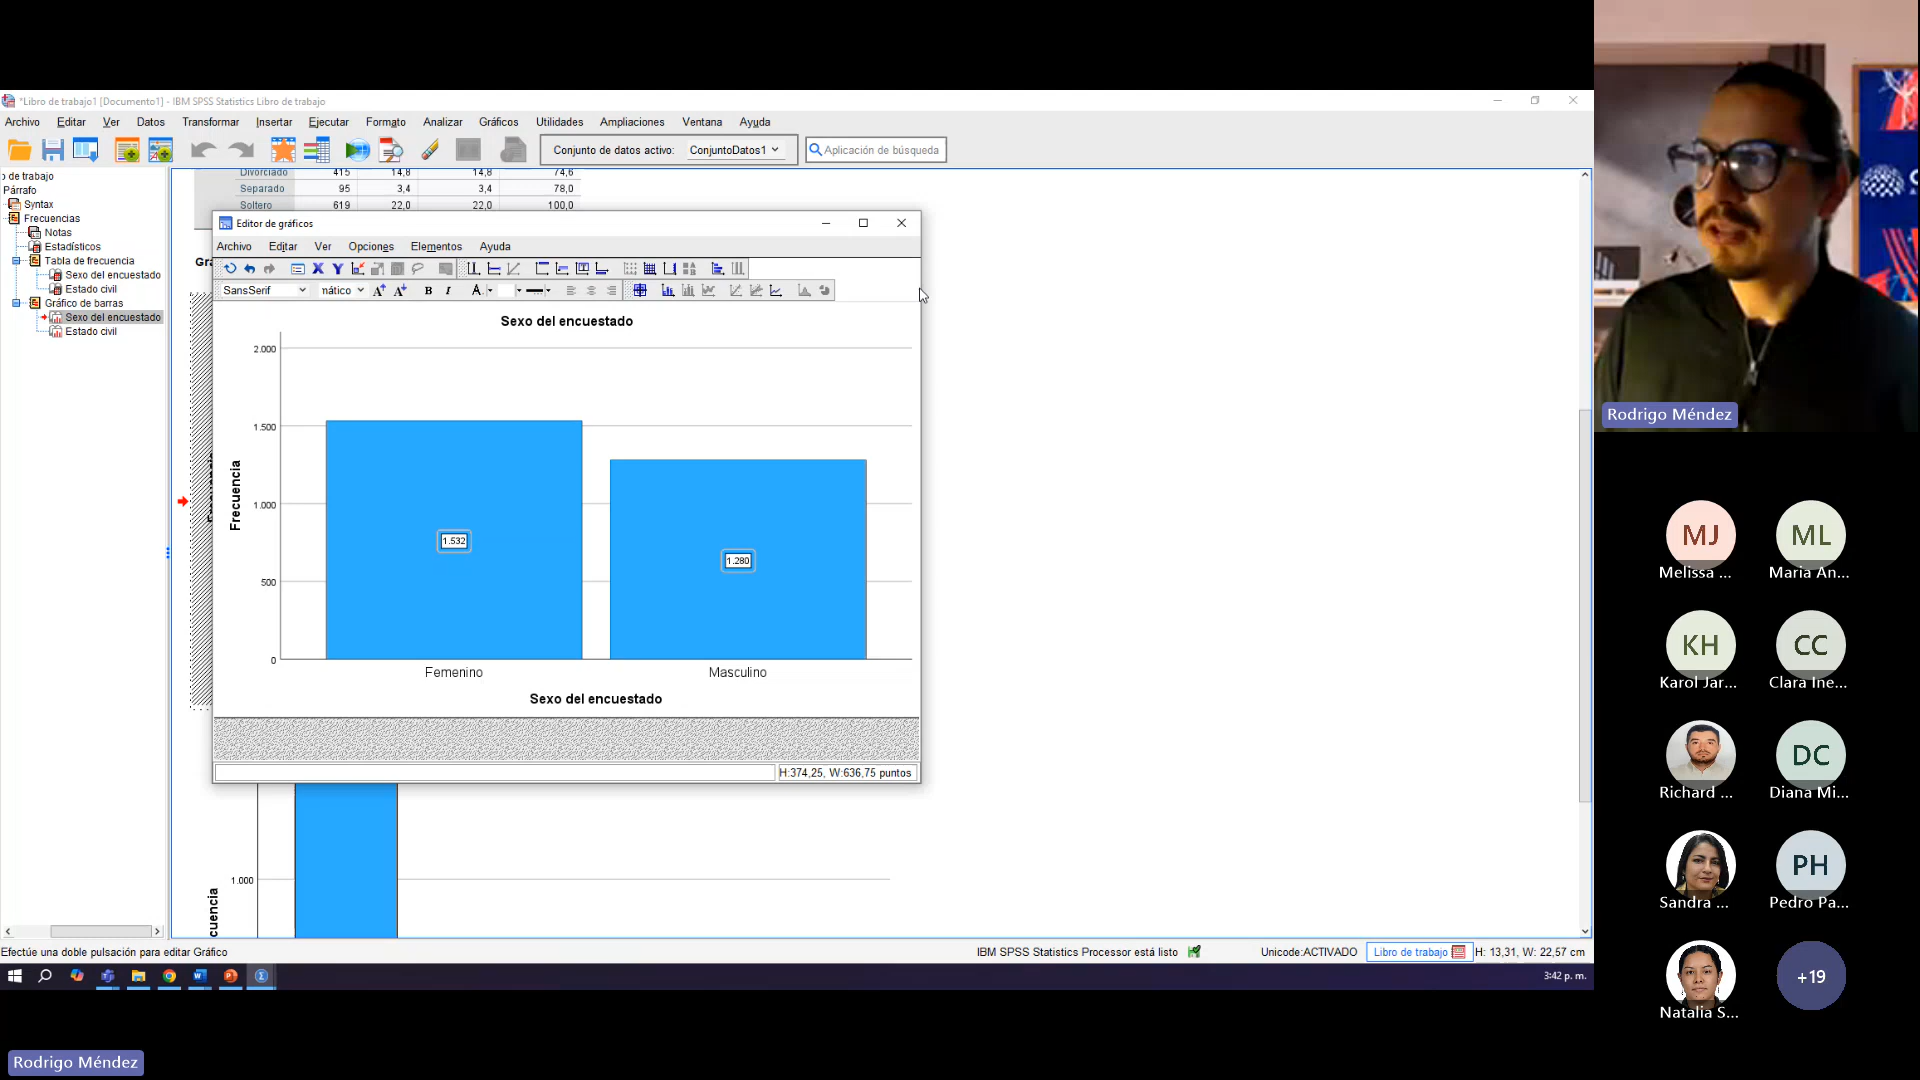 *Libro de trabajo1 [Documento1] - IBM SPSS Statistics Libro de trabajo
Archivo Editar Ver Datos Transformar Insertar Ejecutar Formato Analizar Gráficos Utilidades Ampliaciones Ventana Ayuda
Conjunto de datos activo: ConjuntoDatos1 Aplicación de búsqueda
o de trabajo
Párrafo
Syntax
Frecuencias
Notas
Estadísticos
Tabla de frecuencia
Sexo del encuestado
Estado civil
Gráfico de barras
Sexo del encuestado
Estado civil
Divorciado 415 14,8 14,8 74,6
Separado 95 3,4 3,4 78,0
Soltero 619 22,0 22,0 100,0
Gra
Editor de gráficos
Archivo Editar Ver Opciones Elementos Ayuda
X Y
SansSerif nático A A B I A
Sexo del encuestado
2.000
1.500
1.000
500
0
Frecuencia
1.532
1.280
Femenino Masculino
Sexo del encuestado
H:374,25, W:636,75 puntos
1.000
cuencia
Efectúe una doble pulsación para editar Gráfico IBM SPSS Statistics Processor está listo Unicode:ACTIVADO Libro de trabajo H: 13,31, W: 22,57 cm
3:42 p. m.
Rodrigo Méndez
Rodrigo Méndez
MJ ML
Melissa ... Maria An...
KH CC
Karol Jar... Clara Ine...
DC
Richard ... Diana Mi...
PH
Sandra ... Pedro Pa...
+19
Natalia S...